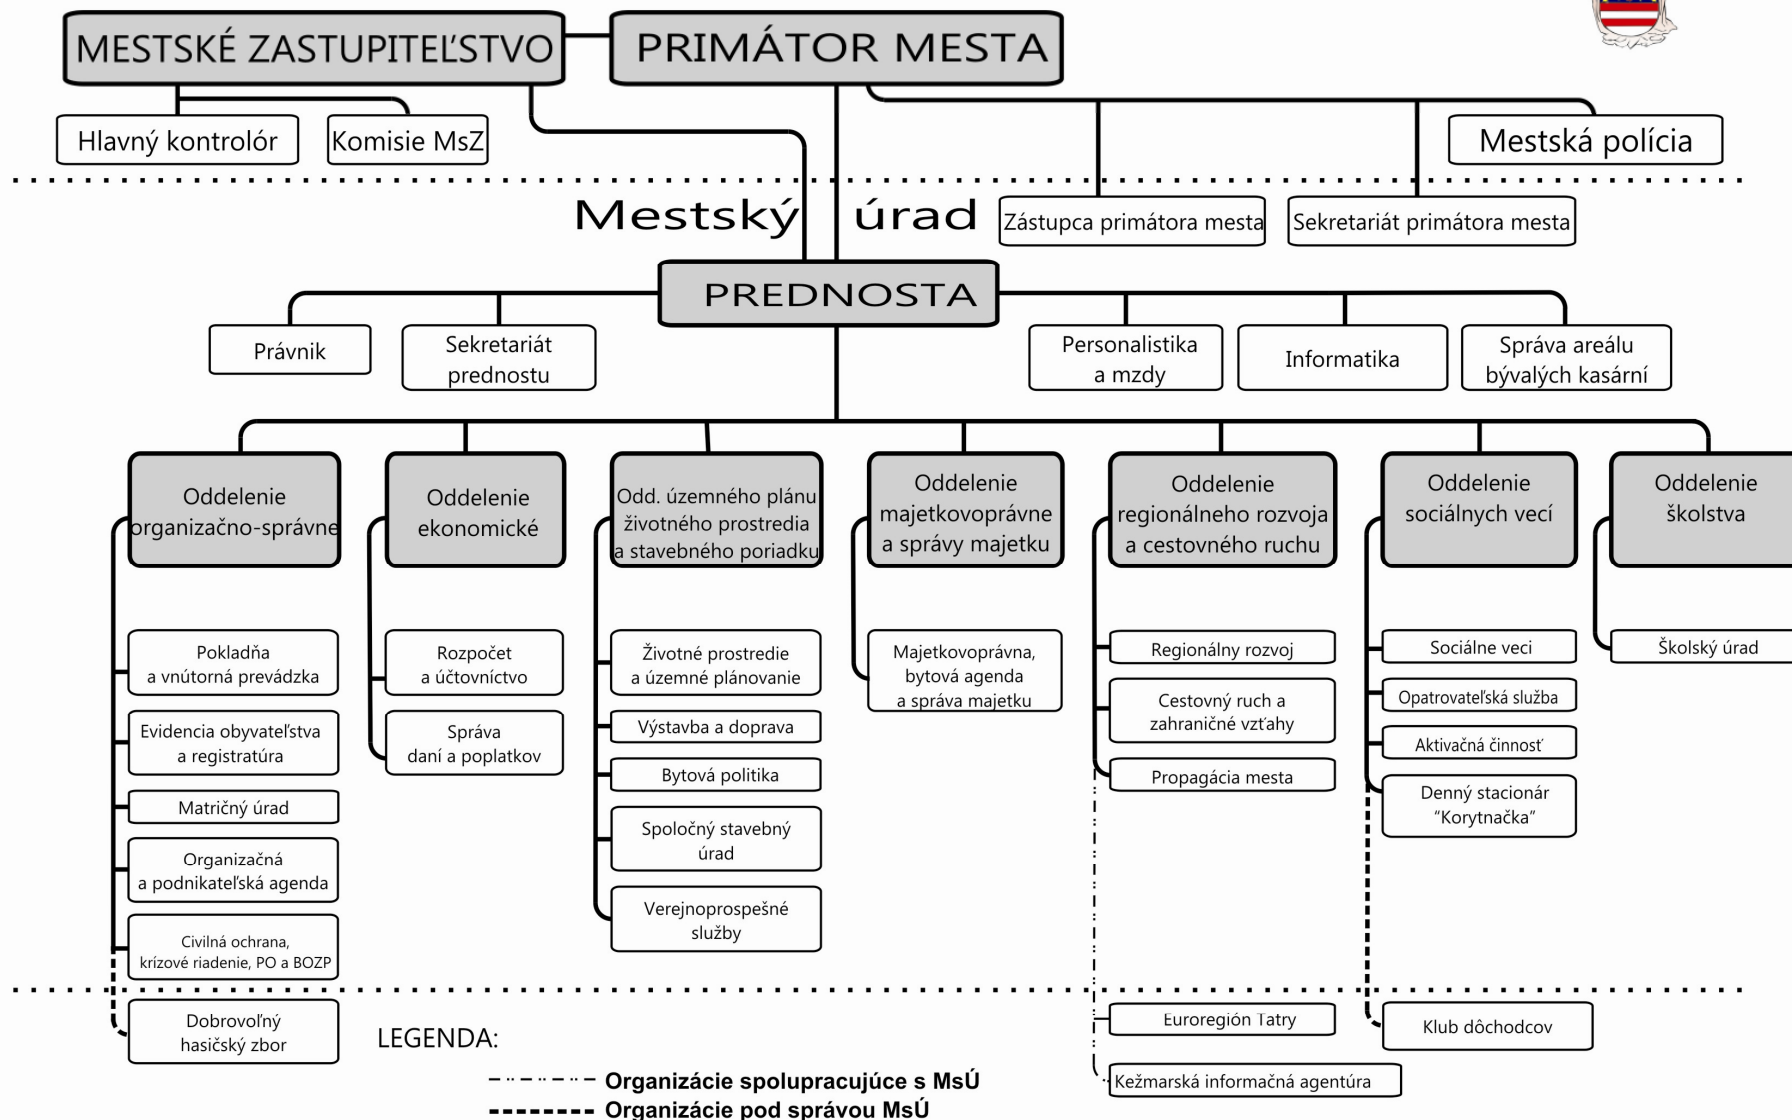 MESTSKÉ ZASTUPITEĽSTVO
PRIMÁTOR MESTA
Hlavný kontrolór
Komisie MsZ
Mestská polícia
Mestský úrad
Zástupca primátora mesta
Sekretariát primátora mesta
PREDNOSTA
Právnik
Sekretariát
prednostu
Personalistika
a mzdy
Informatika
Správa areálu
bývalých kasární
Oddelenie
organizačno-správne
Oddelenie
ekonomické
Odd. územného plánu
životného prostredia
a stavebného poriadku
Oddelenie
majetkovoprávne
a správy majetku
Oddelenie
regionálneho rozvoja
a cestovného ruchu
Oddelenie
sociálnych vecí
Oddelenie
školstva
Pokladňa
a vnútorná prevádzka
Evidencia obyvateľstva
a registratúra
Matričný úrad
Organizačná
a podnikateľská agenda
Civilná ochrana,
krízové riadenie, PO a BOZP
Dobrovoľný
hasičský zbor
Rozpočet
a účtovníctvo
Správa
daní a poplatkov
Životné prostredie
a územné plánovanie
Výstavba a doprava
Bytová politika
Spoločný stavebný
úrad
Verejnoprospešné
služby
Majetkovoprávna,
bytová agenda
a správa majetku
Regionálny rozvoj
Cestovný ruch a
zahraničné vzťahy
Propagácia mesta
Euroregión Tatry
Kežmarská informačná agentúra
Sociálne veci
Opatrovateľská služba
Aktivačná činnosť
Denný stacionár
“Korytnačka”
Klub dôchodcov
Školský úrad
LEGENDA:
Organizácie spolupracujúce s MsÚ
Organizácie pod správou MsÚ